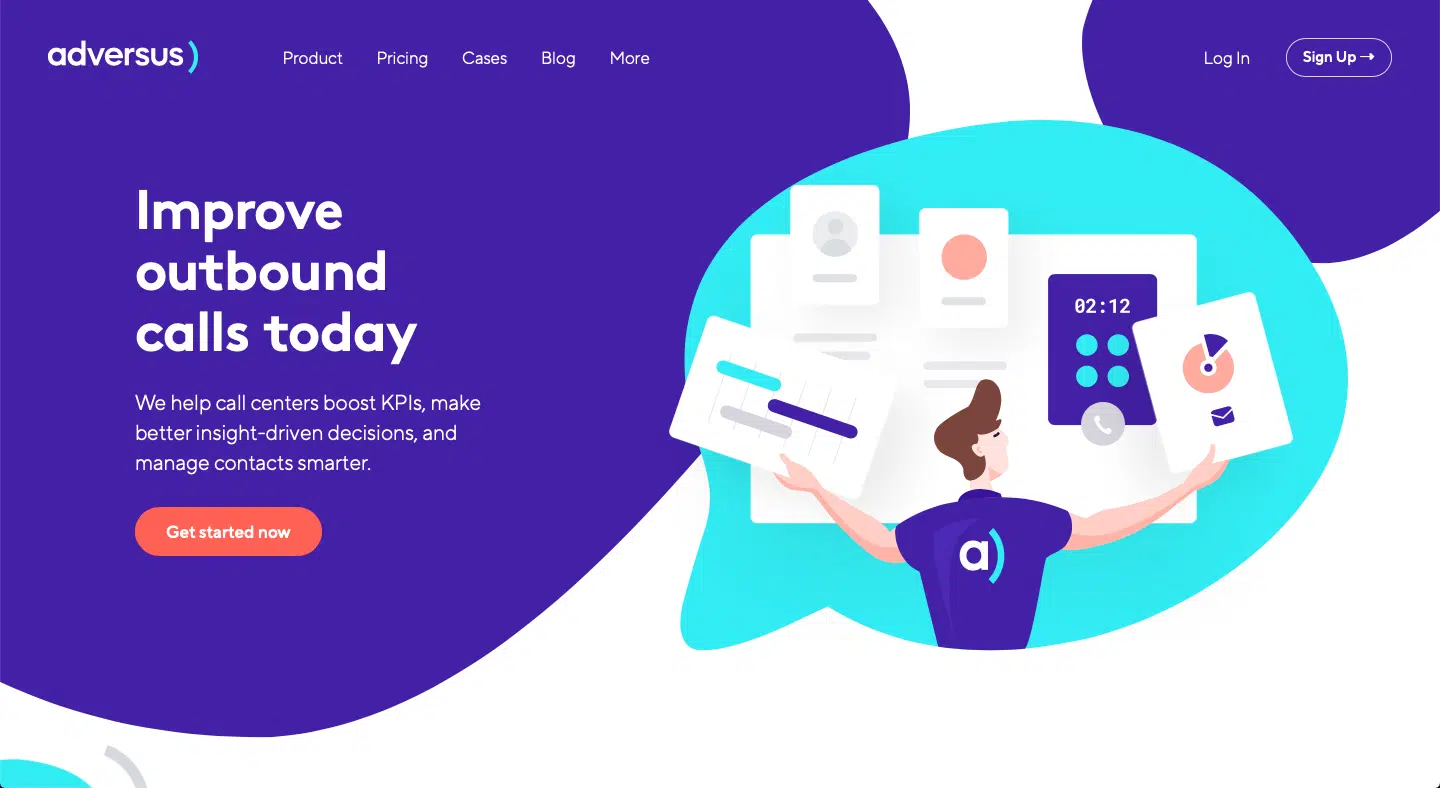 adversus)
Product Pricing Cases Blog More
Log In
Sign Up →
Improve
outbound
calls today
We help call centers boost KPIs, make
better insight-driven decisions, and
manage contacts smarter.
Get started now
02:12
a)